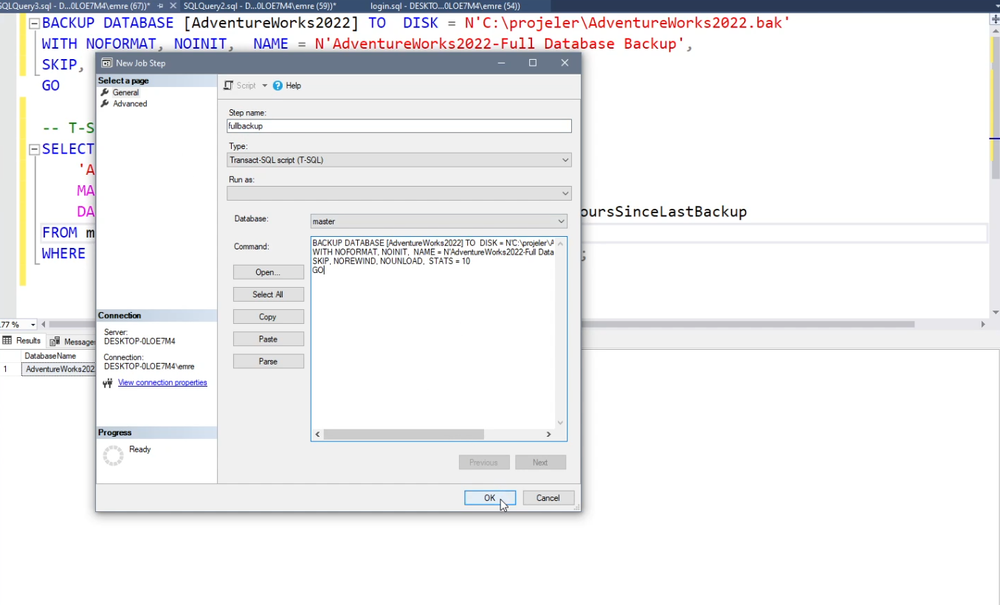 SQLQuery3.sql - D...0LOE7M4\emre (67))*
SQLQuery2.sql - D...0LOE7M4\emre (59))*
login.sql - DESKTO...0LOE7M4\emre (54))
BACKUP DATABASE [AdventureWorks2022] TO  DISK = N'C:\projeler\AdventureWorks2022.bak'
WITH NOFORMAT, NOINIT,  NAME = N'AdventureWorks2022-Full Database Backup',
SKIP,
GO
-- T-S
SELECT
'A
MA
DA
oursSinceLastBackup
FROM m
WHERE
;
New Job Step
Select a page
General
Advanced
Script
Help
Step name:
fullbackup
Type:
Transact-SQL script (T-SQL)
Run as:
Database:
master
Command:
BACKUP DATABASE [AdventureWorks2022] TO  DISK = N'C:\projeler\A
WITH NOFORMAT, NOINIT,  NAME = N'AdventureWorks2022-Full Data
SKIP, NOREWIND, NOUNLOAD,  STATS = 10
GO
Open...
Select All
Copy
Paste
Parse
Connection
Server:
DESKTOP-0LOE7M4
Connection:
DESKTOP-0LOE7M4\emre
View connection properties
Progress
Ready
Previous
Next
OK
Cancel
77 %
Results
Messages
DatabaseName
1
AdventureWorks202